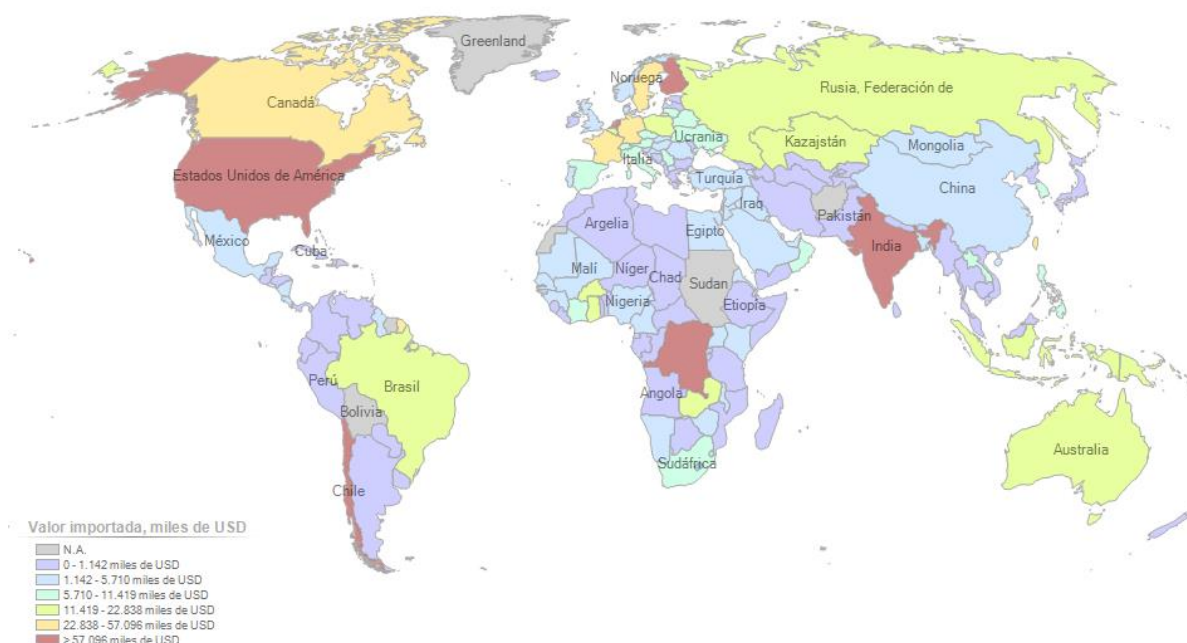 Greenland
Noruega
Rusia, Federación de
Canadá
Ucrania
Kazajstán
Mongolia
Italia
Estados Unidos de América
Turquía
China
Iraq
Pakistán
México
Argelia
Egipto
India
Cuba
Malí
Níger
Chad
Sudan
Nigeria
Etiopía
Perú
Brasil
Angola
Bolivia
Australia
Sudáfrica
Chile
Valor importada, miles de USD
N.A.
0 - 1.142 miles de USD
1.142 - 5.710 miles de USD
5.710 - 11.419 miles de USD
11.419 - 22.838 miles de USD
22.838 - 57.096 miles de USD
> 57.096 miles de USD